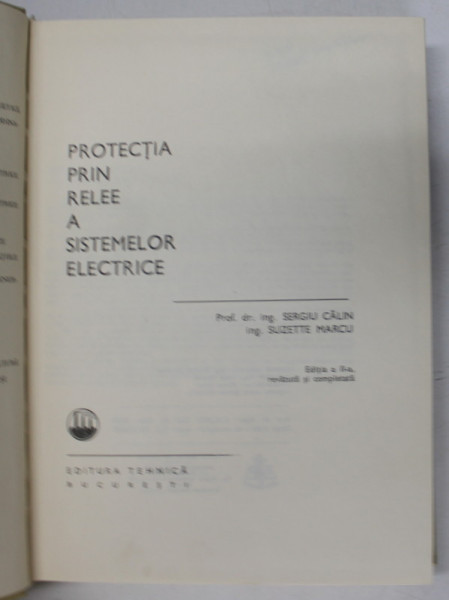 PROTECȚIA
PRIN
RELEE
A
SISTEMELOR
ELECTRICE
Prof. dr. ing. SERGIU CĂLIN
ing. SUZETTE MARCU
Ediția a II-a,
revăzută și completată
EDITURA TEHNICĂ
BUCUREȘTI